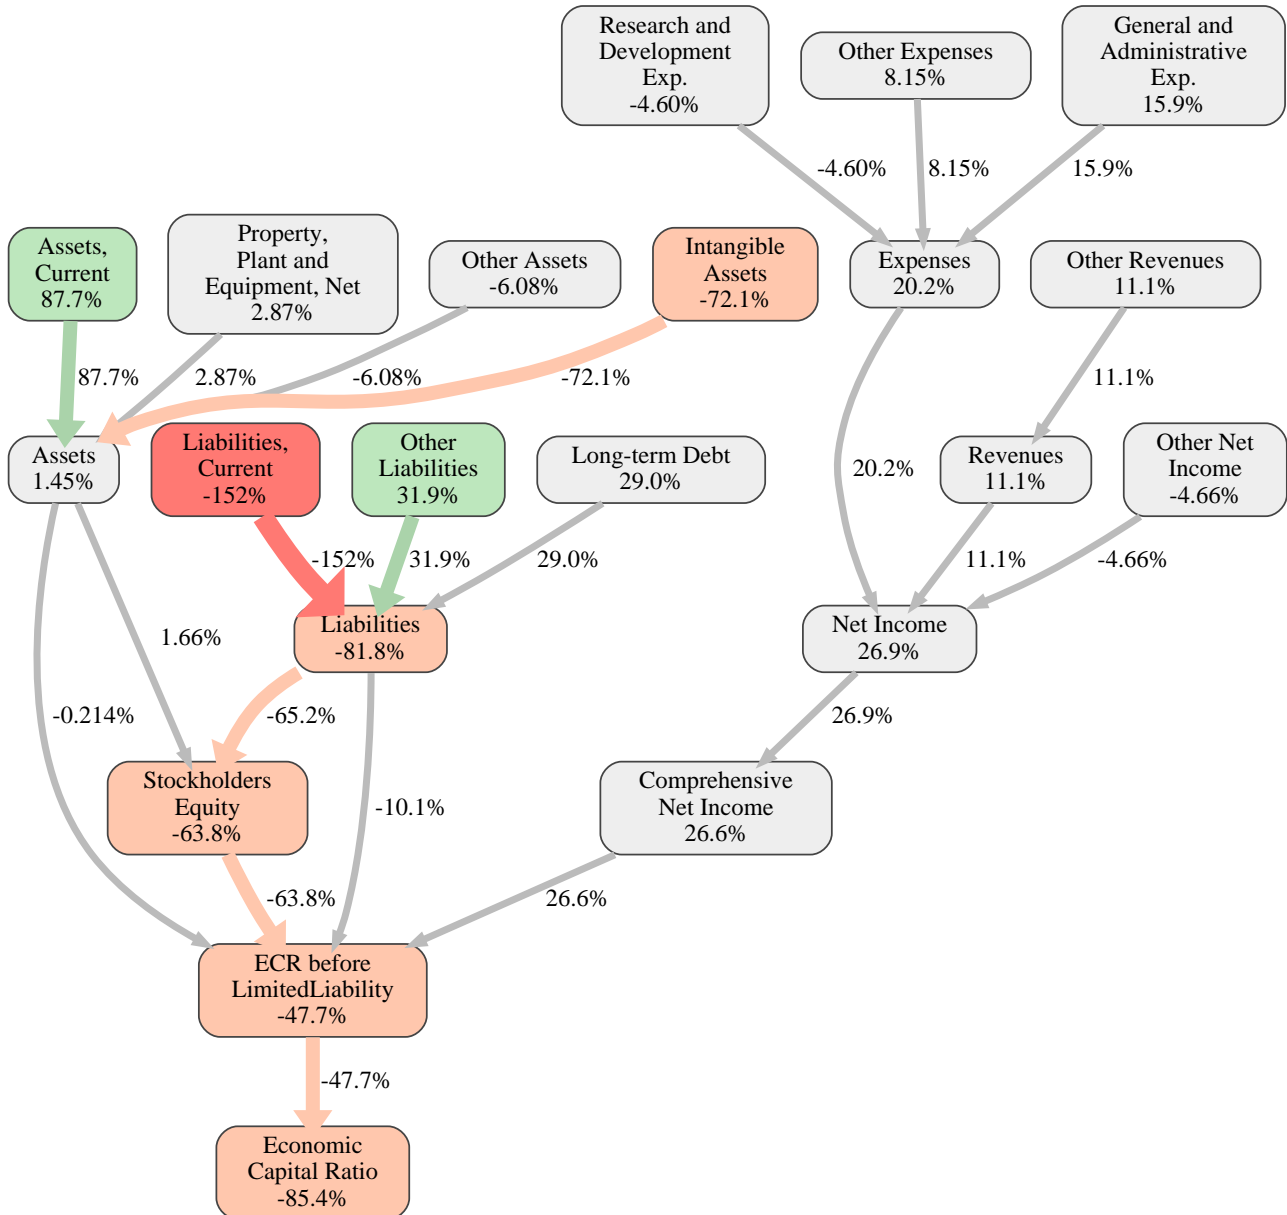 Research and
Development
Exp.
-4.60%
Other Expenses
8.15%
General and
Administrative
Exp.
15.9%
-4.60%
8.15%
15.9%
Assets,
Current
87.7%
Property,
Plant and
Equipment, Net
2.87%
Other Assets
-6.08%
Intangible
Assets
-72.1%
Expenses
20.2%
Other Revenues
11.1%
87.7%
2.87%
-6.08%
-72.1%
11.1%
Assets
1.45%
Liabilities,
Current
-152%
Other
Liabilities
31.9%
Long-term Debt
29.0%
20.2%
Revenues
11.1%
Other Net
Income
-4.66%
-152%
31.9%
29.0%
11.1%
-4.66%
1.66%
Liabilities
-81.8%
Net Income
26.9%
-0.214%
-65.2%
26.9%
Stockholders
Equity
-63.8%
-10.1%
Comprehensive
Net Income
26.6%
-63.8%
26.6%
ECR before
LimitedLiability
-47.7%
-47.7%
Economic
Capital Ratio
-85.4%